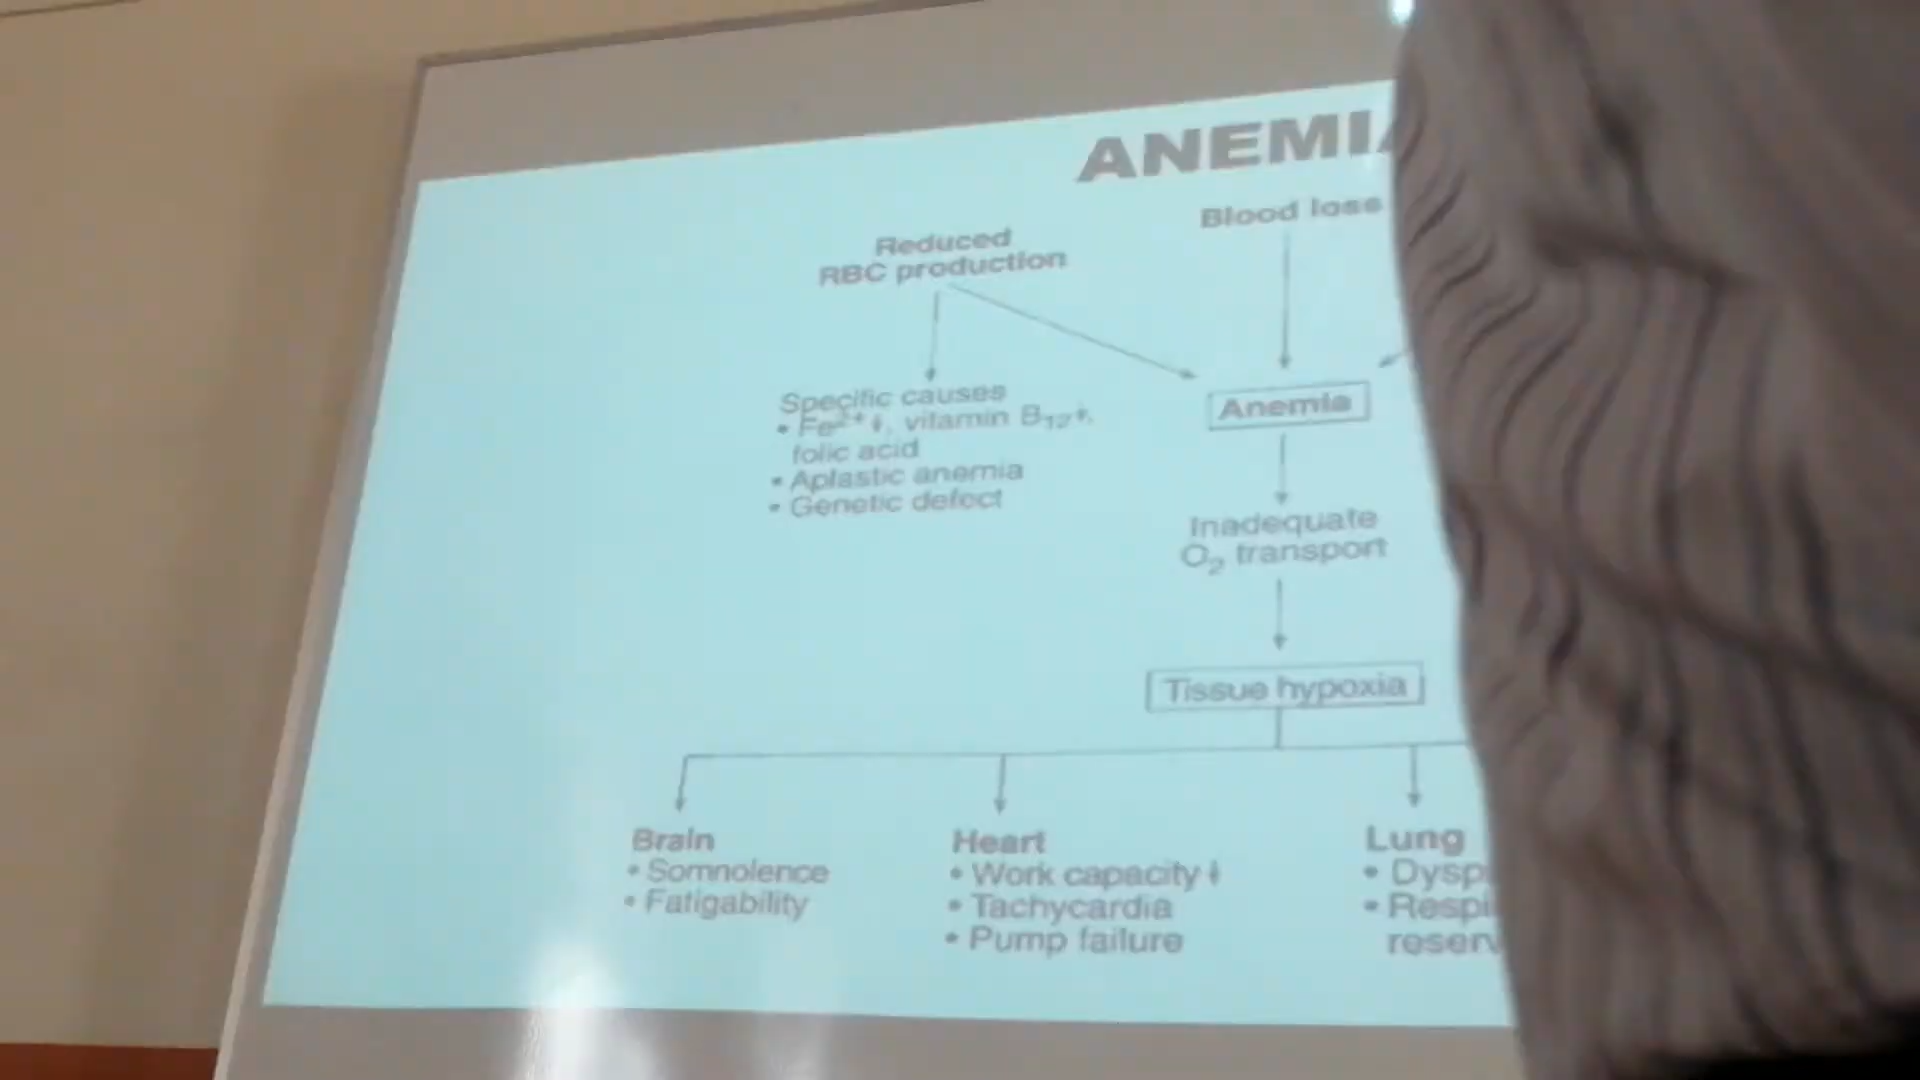 ANEMIA
Blood loss
Reduced
RBC production
Specific causes
• Fe²⁺↓, vitamin B₁₂↓,
folic acid
• Aplastic anemia
• Genetic defect
Anemia
Inadequate
O₂ transport
Tissue hypoxia
Brain
• Somnolence
• Fatigability
Heart
• Work capacity↓
• Tachycardia
• Pump failure
Lung